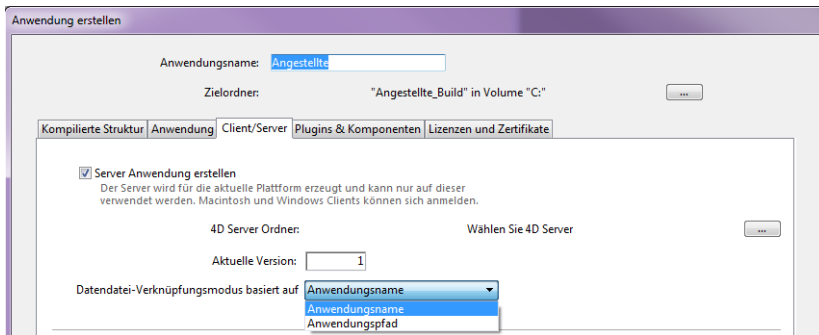 Anwendung erstellen
Anwendungsname: Angestellte
Zielordner: "Angestellte_Build" in Volume "C:" ...
Kompilierte Struktur Anwendung Client/Server Plugins & Komponenten Lizenzen und Zertifikate
Server Anwendung erstellen
Der Server wird für die aktuelle Plattform erzeugt und kann nur auf dieser
verwendet werden. Macintosh und Windows Clients können sich anmelden.
4D Server Ordner: Wählen Sie 4D Server ...
Aktuelle Version: 1
Datendatei-Verknüpfungsmodus basiert auf Anwendungsname
Anwendungsname
Anwendungspfad